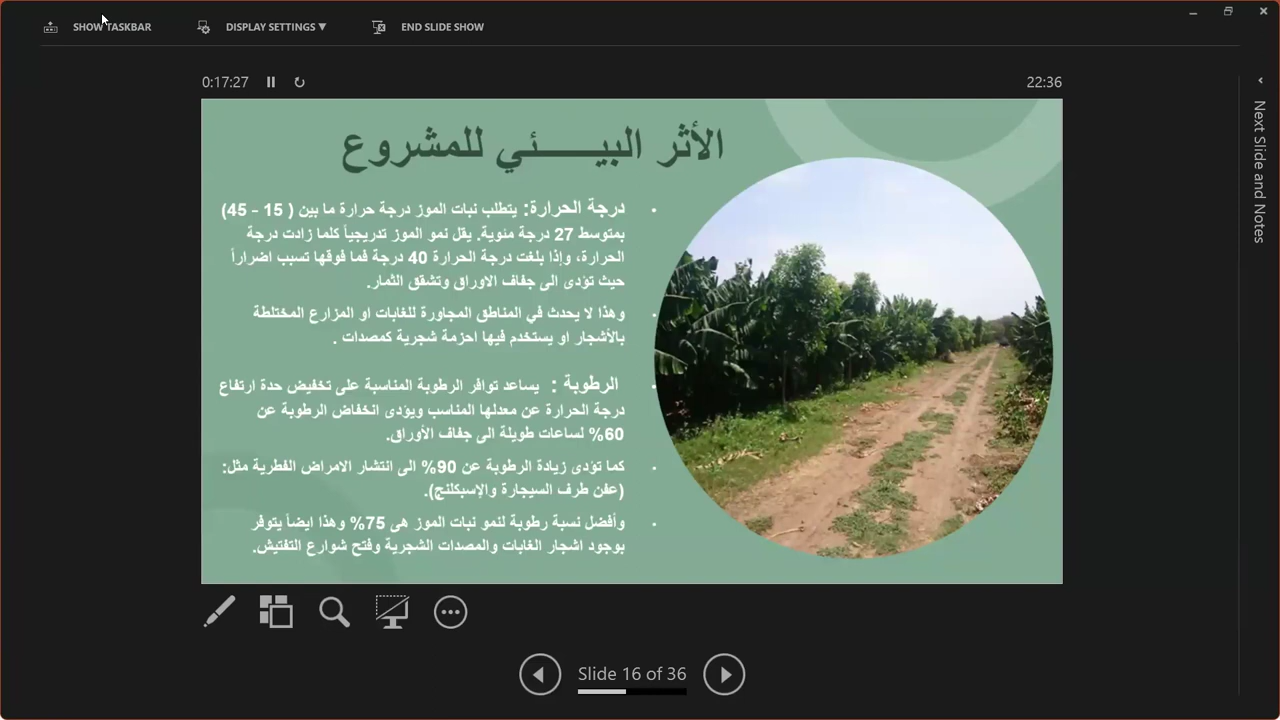 SHOW TASKBAR
DISPLAY SETTINGS ▼
END SLIDE SHOW
0:17:27
22:36
Next Slide and Notes
الأثر البيـــــئي للمشروع
• درجة الحرارة: يتطلب نبات الموز درجة حرارة ما بين ( 15 - 45)
بمتوسط 27 درجة مئوية. يقل نمو الموز تدريجياً كلما زادت درجة
الحرارة، وإذا بلغت درجة الحرارة 40 درجة فما فوقها تسبب اضراراً
حيث تؤدى الى جفاف الاوراق وتشقق الثمار.
• وهذا لا يحدث في المناطق المجاورة للغابات او المزارع المختلطة
بالأشجار او يستخدم فيها احزمة شجرية كمصدات .
• الرطوبة : يساعد توافر الرطوبة المناسبة على تخفيض حدة ارتفاع
درجة الحرارة عن معدلها المناسب ويؤدى انخفاض الرطوبة عن
60% لساعات طويلة الى جفاف الأوراق.
• كما تؤدى زيادة الرطوبة عن 90% الى انتشار الامراض الفطرية مثل:
(عفن طرف السيجارة والإسبكلنج).
• وأفضل نسبة رطوبة لنمو نبات الموز هى 75% وهذا ايضاً يتوفر
بوجود اشجار الغابات والمصدات الشجرية وفتح شوارع التفتيش.
Slide 16 of 36